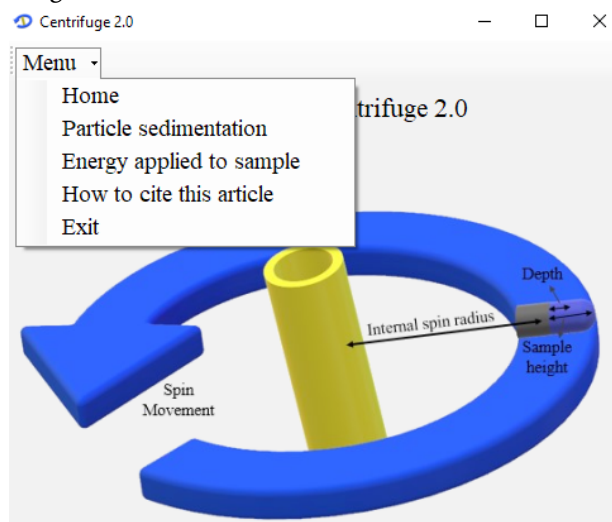 Centrifuge 2.0
Menu
Home
Particle sedimentation
Energy applied to sample
How to cite this article
Exit
trifuge 2.0
Depth
Internal spin radius
Sample
height
Spin
Movement